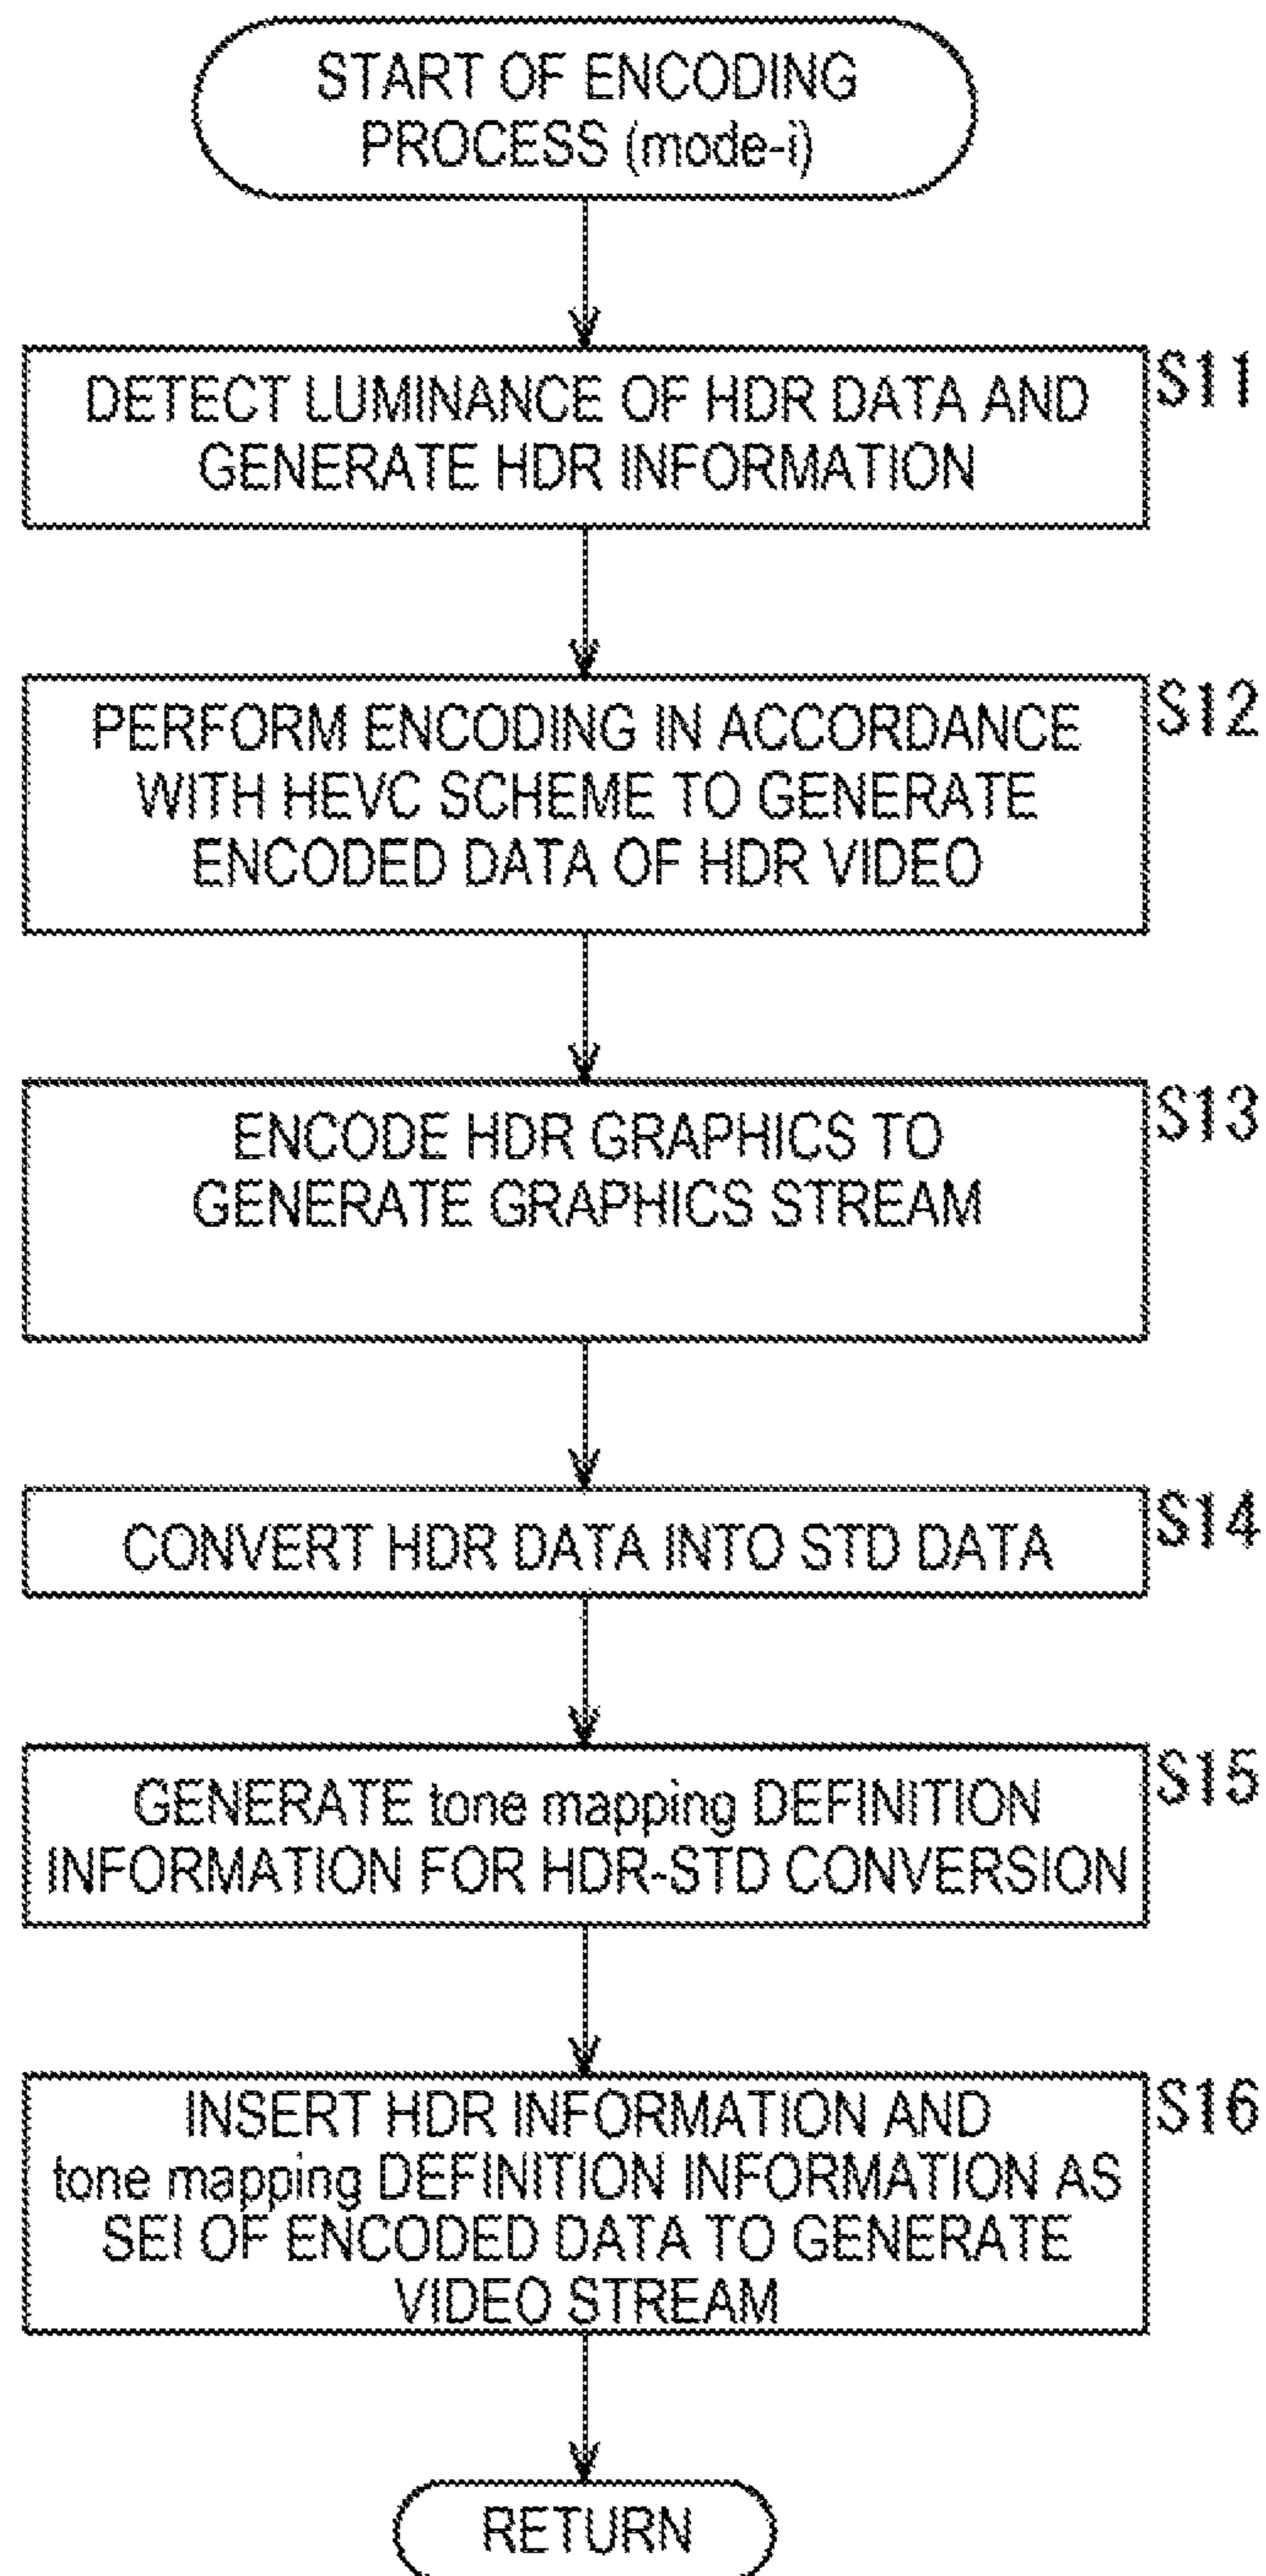 START OF ENCODING
PROCESS (mode-i)
DETECT LUMINANCE OF HDR DATA AND
GENERATE HDR INFORMATION
S11
PERFORM ENCODING IN ACCORDANCE
WITH HEVC SCHEME TO GENERATE
ENCODED DATA OF HDR VIDEO
S12
ENCODE HDR GRAPHICS TO
GENERATE GRAPHICS STREAM
S13
CONVERT HDR DATA INTO STD DATA
S14
GENERATE tone mapping DEFINITION
INFORMATION FOR HDR-STD CONVERSION
S15
INSERT HDR INFORMATION AND
tone mapping DEFINITION INFORMATION AS
SEI OF ENCODED DATA TO GENERATE
VIDEO STREAM
S16
RETURN